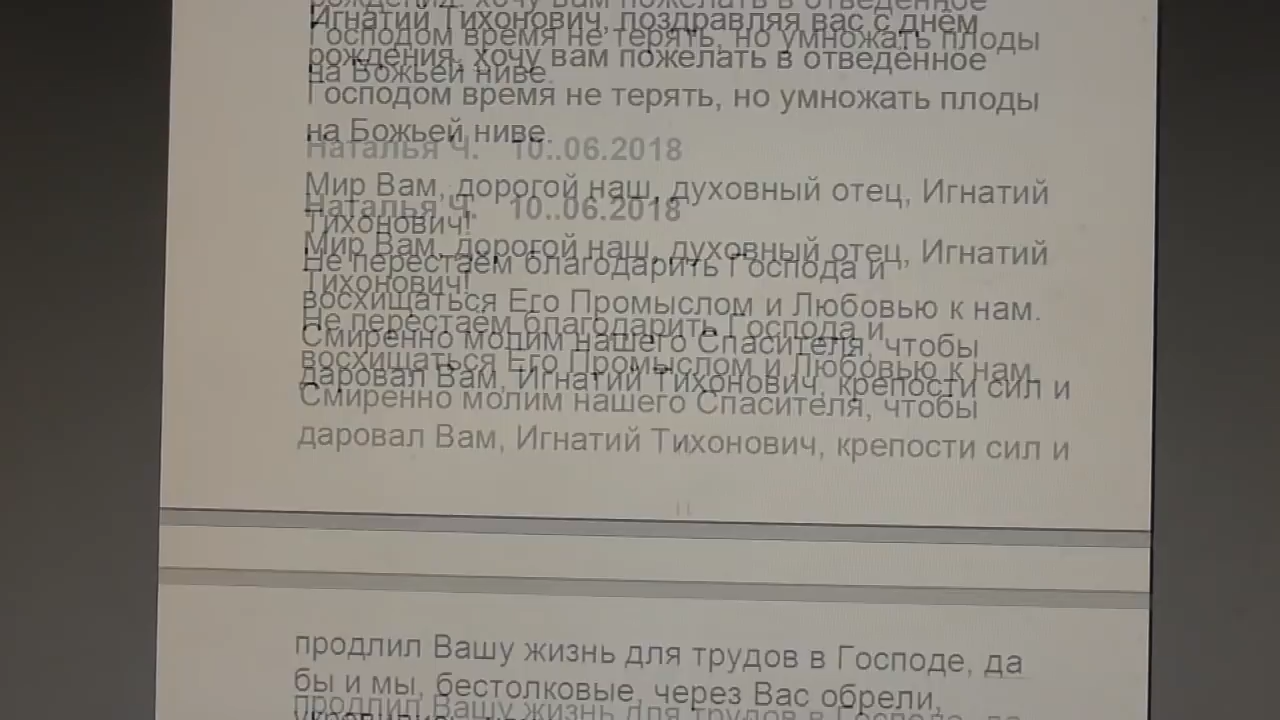 Игнатий Тихонович, поздравляя вас с днём
рождения, хочу вам пожелать в отведённое
Господом время не терять, но умножать плоды
на Божьей ниве.
Наталья Ч. 10..06.2018
Мир Вам, дорогой наш, духовный отец, Игнатий
Тихонович!
Не перестаём благодарить Господа и
восхищаться Его Промыслом и Любовью к нам.
Смиренно молим нашего Спасителя, чтобы
даровал Вам, Игнатий Тихонович, крепости сил и
11
продлил Вашу жизнь для трудов в Господе, да
бы и мы, бестолковые, через Вас обрели,